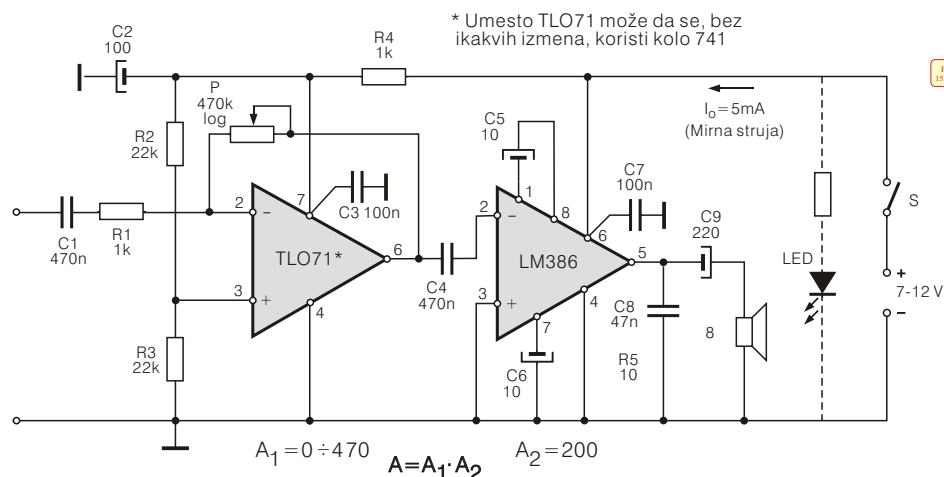 * Umesto TLO71 može da se, bez
ikakvih izmena, koristi kolo 741
C2
100
R4
1k
P
470k
log
I₀=5mA
(Mirna struja)
R2
22k
C5
10
C7
100n
1
8
2
7
C3 100n
2
6
S
C1
470n
R1
1k
TLO71*
6
C4
470n
LM386
5
C9
220
LED
+
7-12 V
−
3
4
3
4
7
C8
47n
8
R3
22k
C6
10
R5
10
A₁=0÷470
A₂=200
A=A₁·A₂